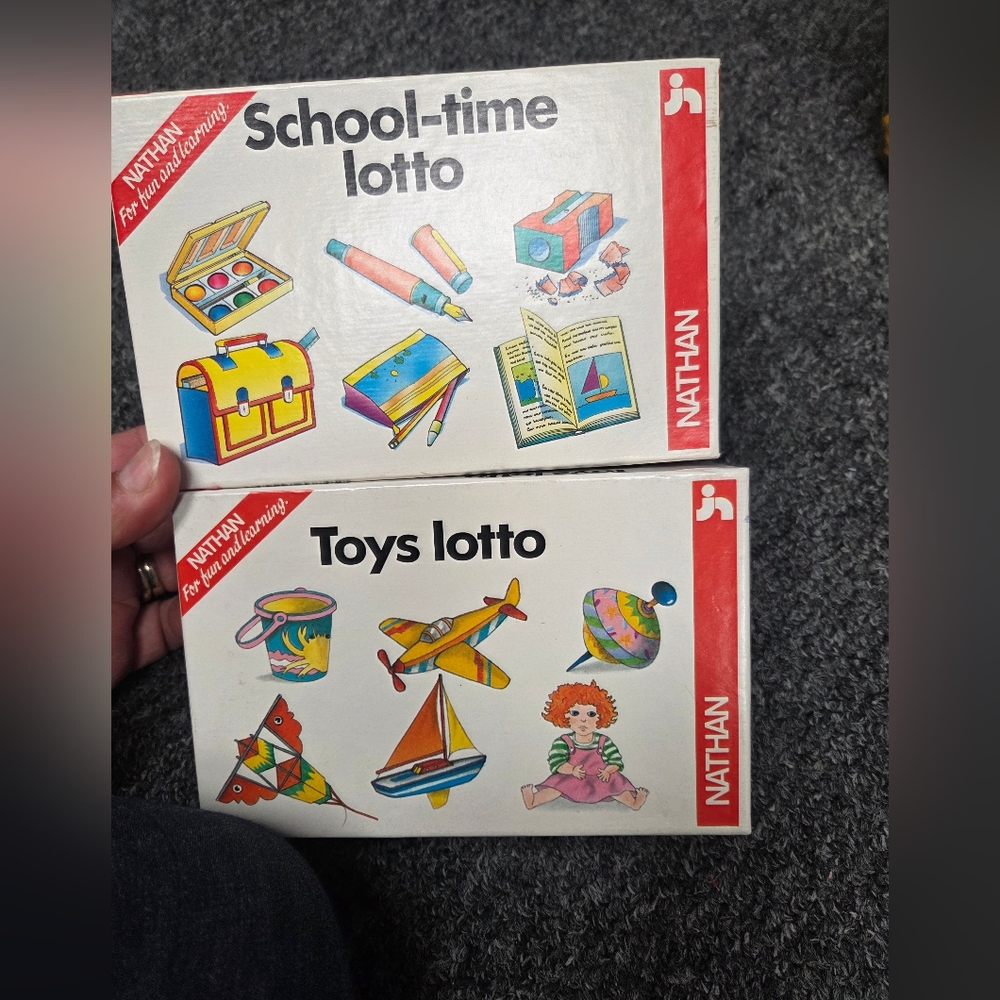 NATHAN
For fun and learning.
School-time
lotto
NATHAN
NATHAN
For fun and learning.
Toys lotto
NATHAN